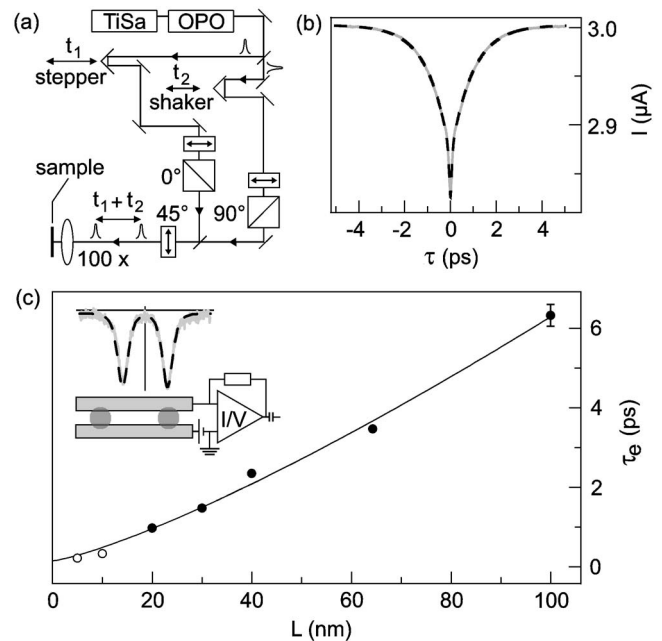 (a)
TiSa
OPO
t₁
stepper
t₂
shaker
0°
sample
t₁ + t₂
45°
90°
100 x
(b)
3.0
2.9
I (µA)
-4
-2
0
2
4
τ (ps)
(c)
I/V
6
4
2
0
τₑ (ps)
0
20
40
60
80
100
L (nm)